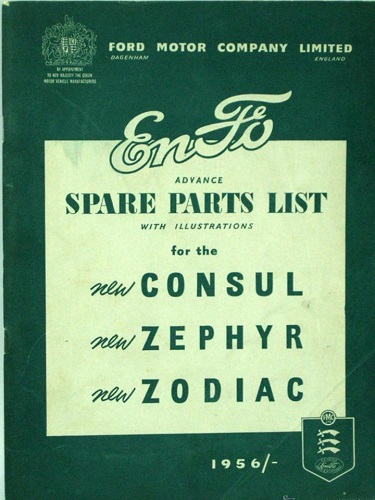 FORD MOTOR COMPANY LIMITED
DAGENHAM ENGLAND
BY APPOINTMENT
TO HER MAJESTY THE QUEEN
MOTOR VEHICLE MANUFACTURERS
EnFo
ADVANCE
SPARE PARTS LIST
WITH ILLUSTRATIONS
for the
new CONSUL
new ZEPHYR
new ZODIAC
FMC
1956/-